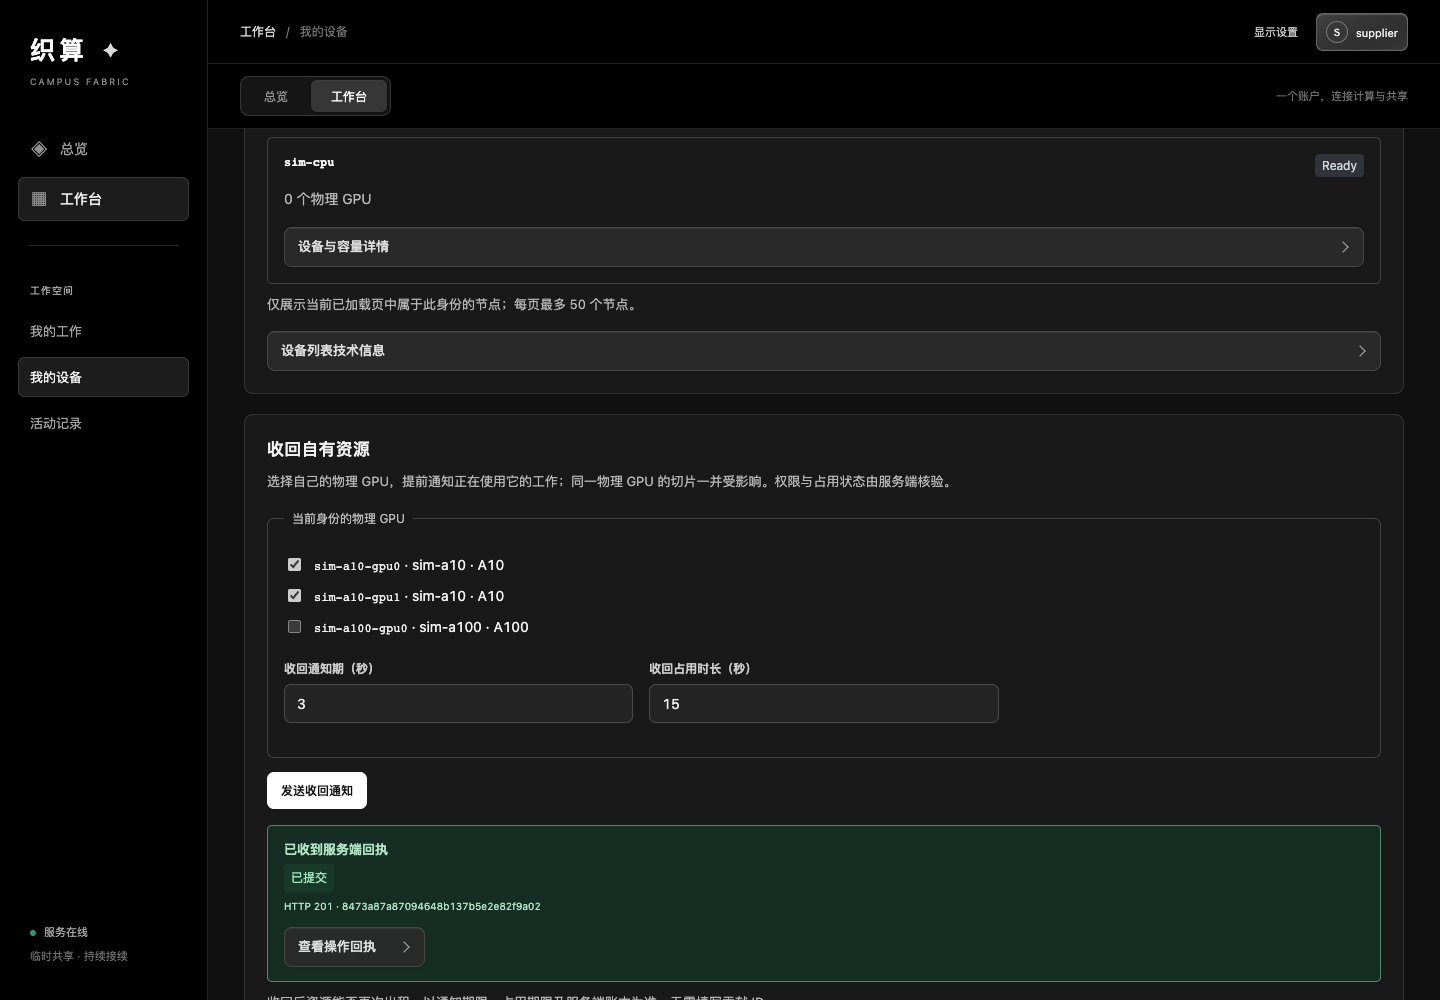 织算 ✦
CAMPUS FABRIC
总览
工作台
工作空间
我的工作
我的设备
活动记录
服务在线
临时共享 · 持续接续
工作台 / 我的设备
显示设置
S supplier
总览 工作台
一个账户，连接计算与共享
sim-cpu
Ready
0 个物理 GPU
设备与容量详情
仅展示当前已加载页中属于此身份的节点；每页最多 50 个节点。
设备列表技术信息
收回自有资源
选择自己的物理 GPU，提前通知正在使用它的工作；同一物理 GPU 的切片一并受影响。权限与占用状态由服务端核验。
当前身份的物理 GPU
sim-a10-gpu0 · sim-a10 · A10
sim-a10-gpu1 · sim-a10 · A10
sim-a100-gpu0 · sim-a100 · A100
收回通知期（秒） 收回占用时长（秒）
3 15
发送收回通知
已收到服务端回执
已提交
HTTP 201 · 8473a87a87094648b137b5e2e82f9a02
查看操作回执